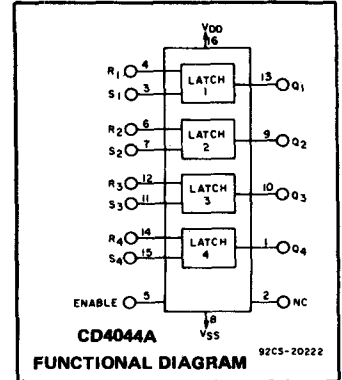 VDD
16
R1 4
S1 3
LATCH
1
13 Q1
R2 6
S2 7
LATCH
2
9 Q2
R3 12
S3 11
LATCH
3
10 Q3
R4 14
S4 15
LATCH
4
1 Q4
ENABLE 5
2 NC
8
VSS
CD4044A
92CS-20222
FUNCTIONAL DIAGRAM